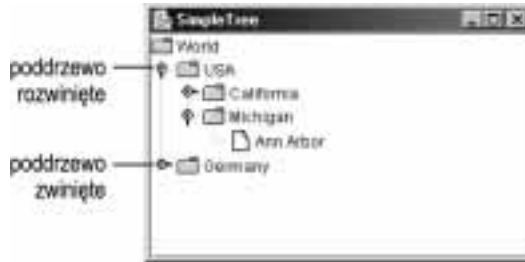 SimpleTree
World
poddrzewo rozwinięte
USA
California
Michigan
Ann Arbor
poddrzewo zwinięte
Germany